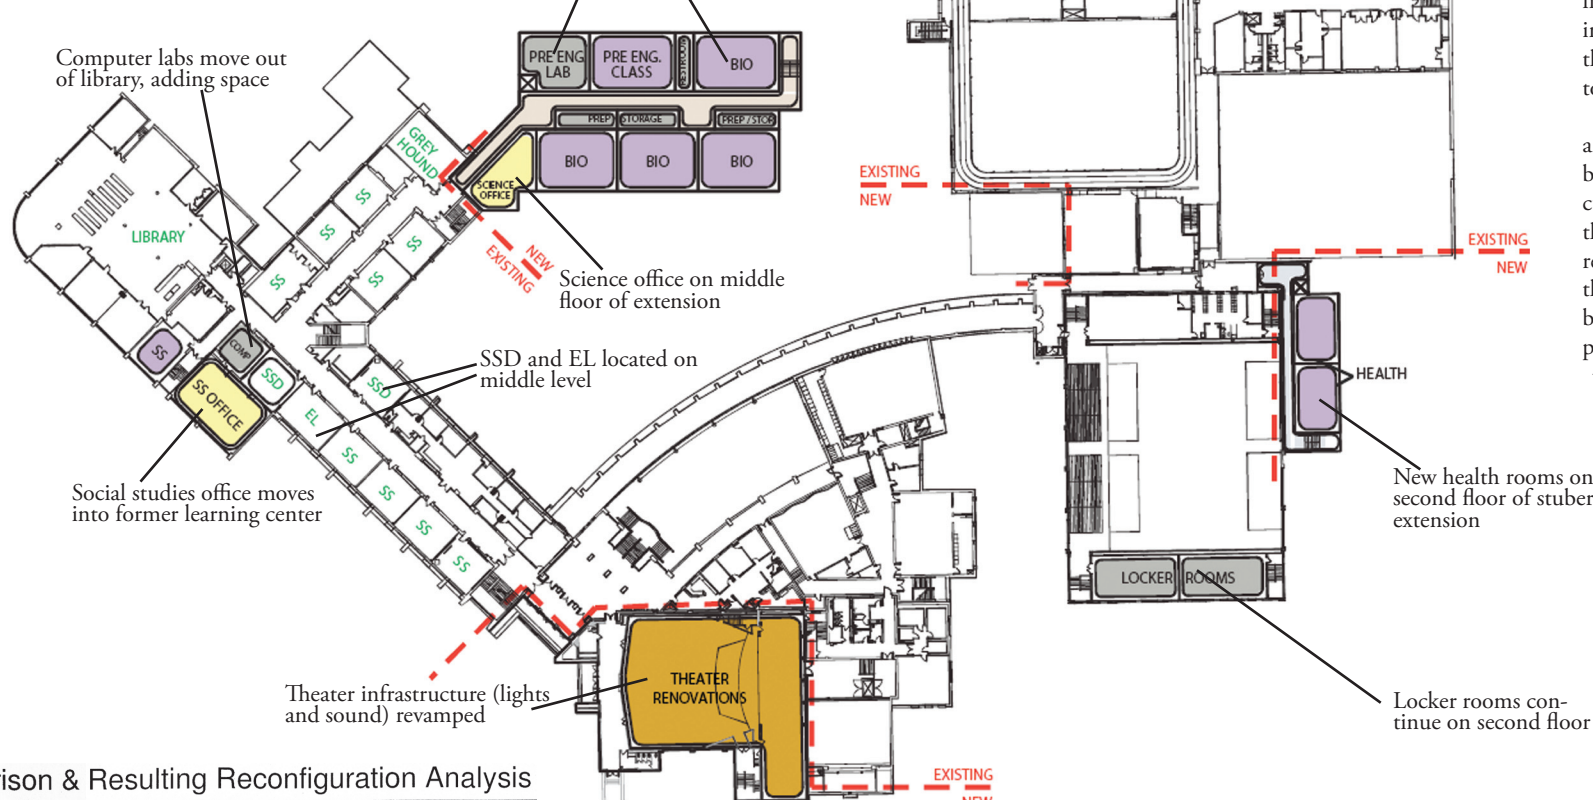 Computer labs move out
of library, adding space
PRE ENG
LAB
PRE ENG.
CLASS
RESTROOM
BIO
PREP
STORAGE
PREP / STOR
BIO
BIO
BIO
SCIENCE
OFFICE
GREY
HOUND
SS
SS
SS
SS
SS
LIBRARY
NEW
EXISTING
Science office on middle
floor of extension
EXISTING
NEW
EXISTING
NEW
SS
COMP
SSD
SS OFFICE
SSD
EL
SS
SS
SS
SS
SSD and EL located on
middle level
HEALTH
Social studies office moves
into former learning center
New health rooms on
second floor of stuber
extension
LOCKER ROOMS
Theater infrastructure (lights
and sound) revamped
THEATER
RENOVATIONS
Locker rooms con-
tinue on second floor
rison & Resulting Reconfiguration Analysis
EXISTING
NEW